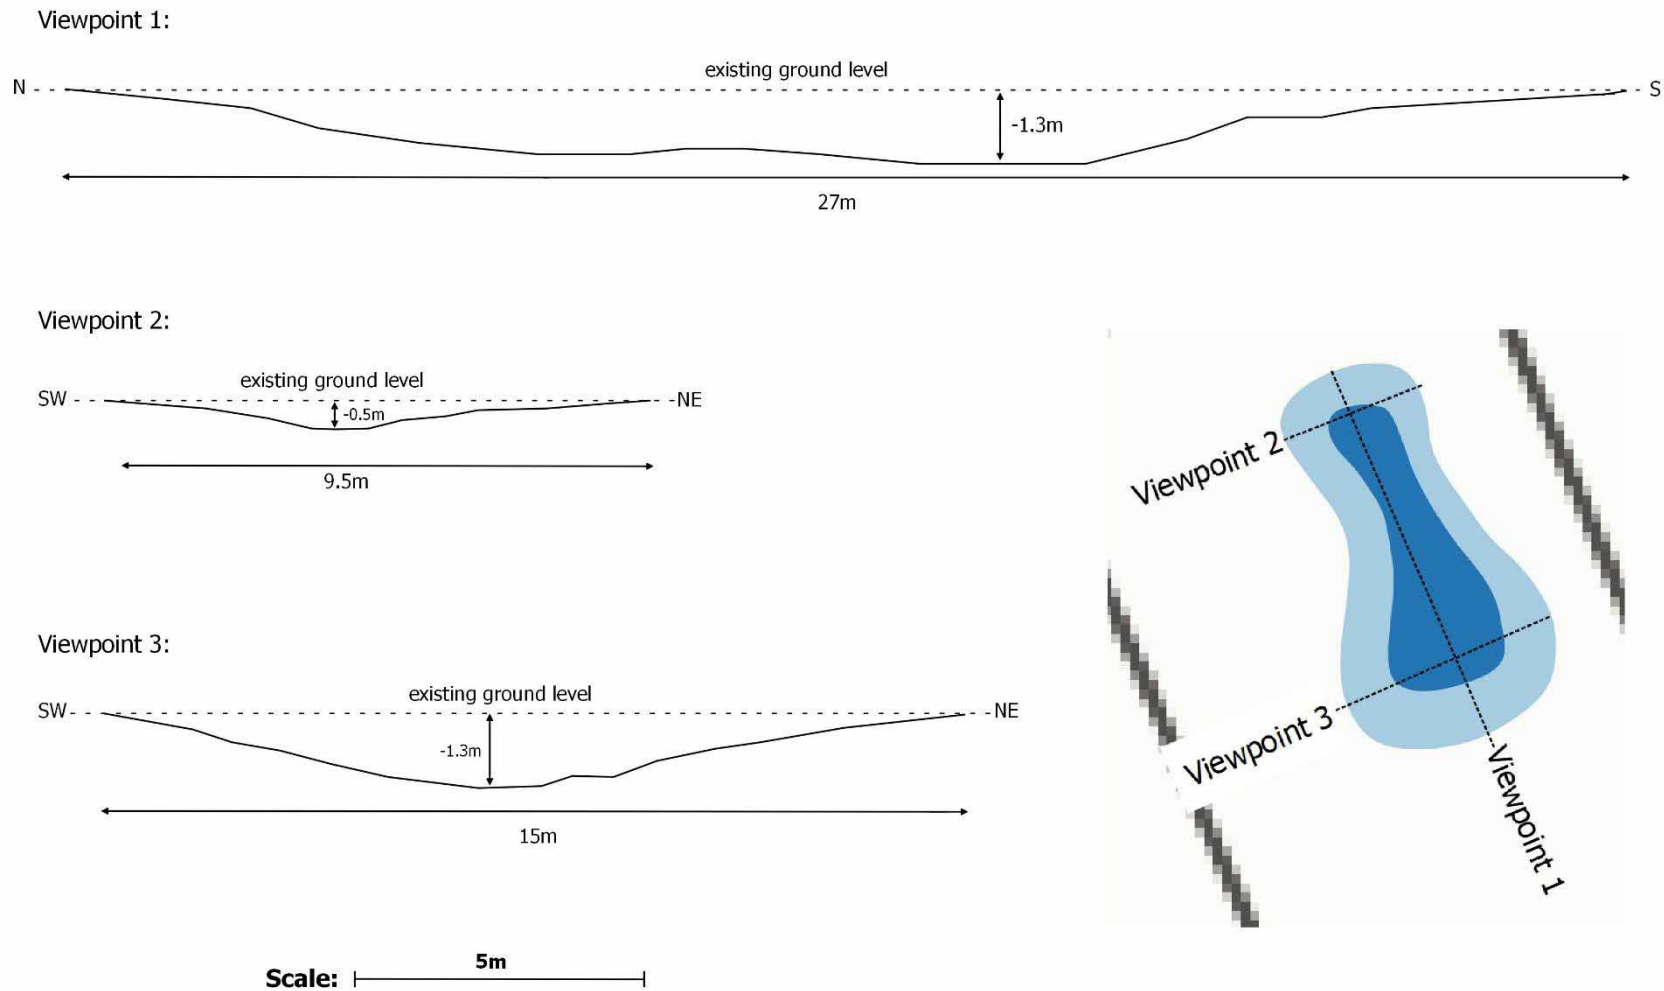 Viewpoint 1:
existing ground level
N
S
-1.3m
27m
Viewpoint 2:
existing ground level
SW
NE
-0.5m
9.5m
Viewpoint 3:
existing ground level
SW
NE
-1.3m
15m
Scale:
5m
Viewpoint 2
Viewpoint 3
Viewpoint 1